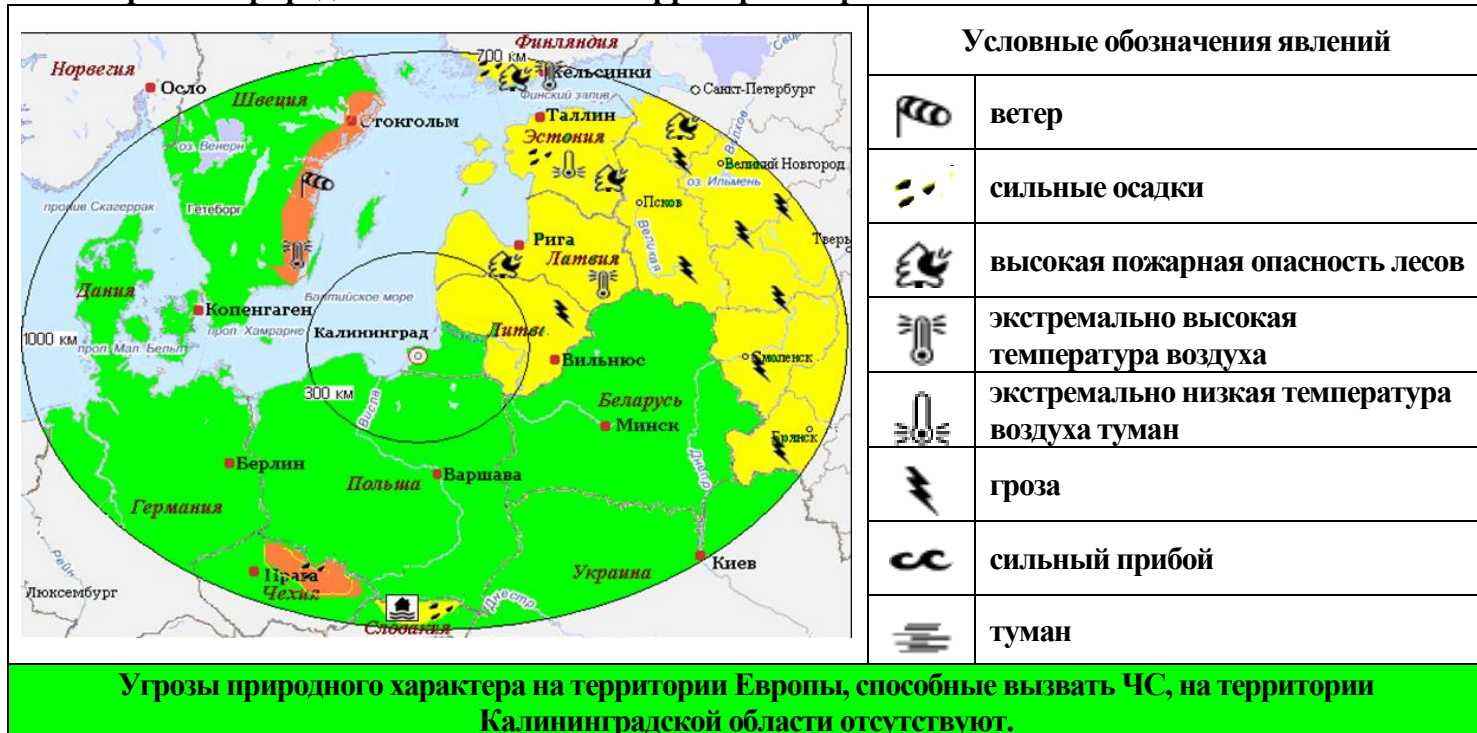 Финляндия
700 км
Хельсинки
Норвегия
Осло
Финский залив
Санкт-Петербург
Швеция
Стокгольм
Таллин
Эстония
Волхов
оз. Венерн
Великий Новгород
оз. Ильмень
Псков
пролив Скагеррак
Гётеборг
Великая
Рига
Тверь
Латвия
Дания
Балтийское море
Копенгаген
Калининград
Литва
1000 км
прол. Хамрарне
прол. Мал. Бельт
Вильнюс
Смоленск
300 км
Висла
Беларусь
Минск
Брянск
Берлин
Варшава
Польша
Днепр
Германия
Киев
Рейн
Прага
Украина
Чехия
Люксембург
Днестр
Словакия
Условные обозначения явлений
ветер
сильные осадки
высокая пожарная опасность лесов
экстремально высокая
температура воздуха
экстремально низкая температура
воздуха туман
гроза
сильный прибой
туман
Угрозы природного характера на территории Европы, способные вызвать ЧС, на территории
Калининградской области отсутствуют.